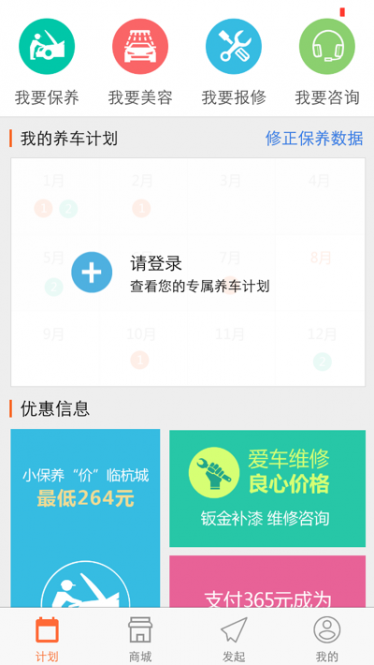 我要保养 我要美容 我要报修 我要咨询
我的养车计划 修正保养数据
1月 2月 3月 4月
1 2 1
5月 7月 8月
2
请登录
查看您的专属养车计划
9月 10月 11月 12月
1 2
优惠信息
小保养“价”临杭城
最低264元
爱车维修
良心价格
钣金补漆 维修咨询
支付365元成为
计划 商城 发起 我的